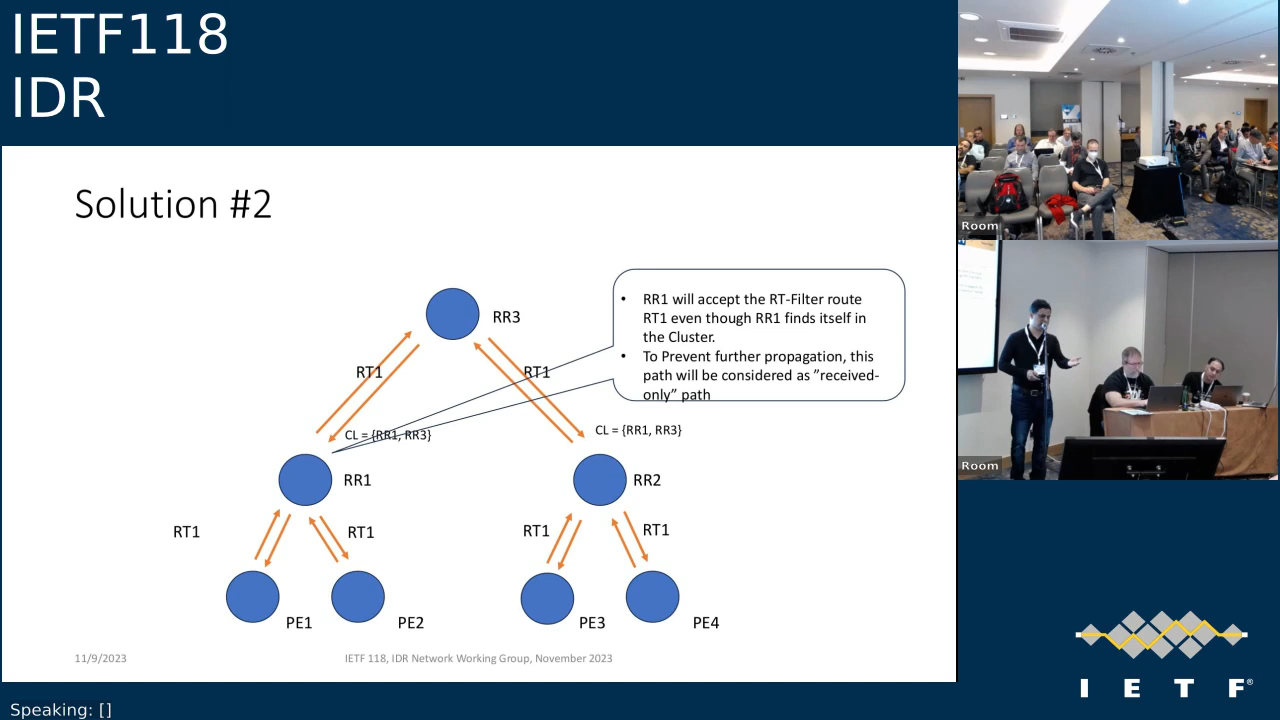 IETF118
IDR
Solution #2
• RR1 will accept the RT-Filter route
RT1 even though RR1 finds itself in
the Cluster.
• To Prevent further propagation, this
path will be considered as ”received-
only” path
RR3
RT1
RT1
CL = {RR1, RR3}
CL = {RR1, RR3}
RR1
RR2
RT1
RT1
RT1
RT1
PE1
PE2
PE3
PE4
11/9/2023
IETF 118, IDR Network Working Group, November 2023
Speaking: []
Room
Room
I E T F®